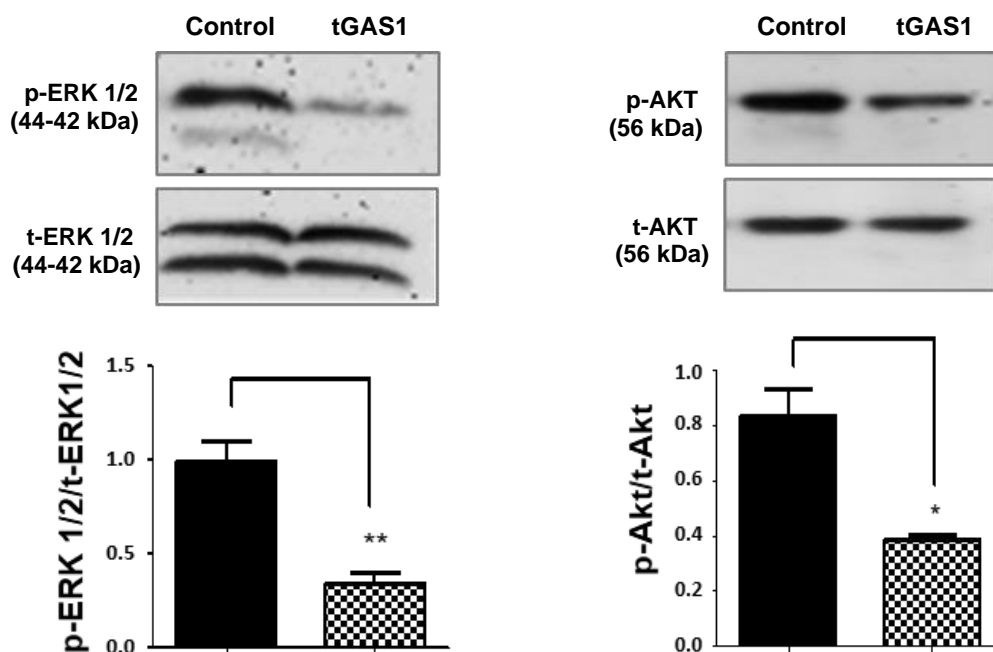 Control tGAS1
p-ERK 1/2
(44-42 kDa)
t-ERK 1/2
(44-42 kDa)
p-ERK 1/2/t-ERK1/2
1.5
1.0
0.5
0.0
**
Control tGAS1
p-AKT
(56 kDa)
t-AKT
(56 kDa)
p-Akt/t-Akt
1.0
0.8
0.6
0.4
0.2
0.0
*